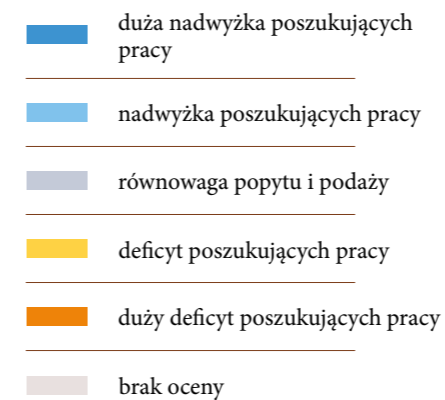 duża nadwyżka poszukujących
pracy
nadwyżka poszukujących pracy
równowaga popytu i podaży
deficyt poszukujących pracy
duży deficyt poszukujących pracy
brak oceny